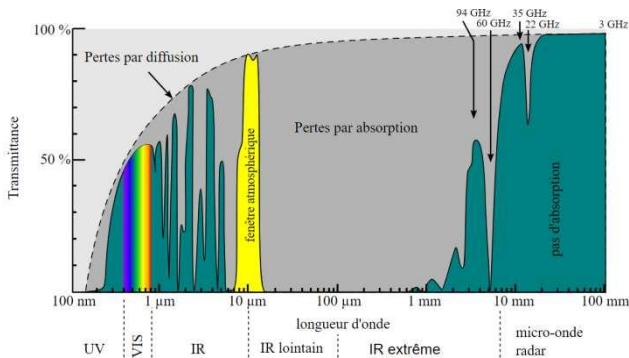 94 GHz
60 GHz
35 GHz
22 GHz
3 GHz
Transmittance
100 %
50%
Pertes par diffusion
Pertes par absorption
fenêtre atmosphérique
pas d'absorption
100 mm
1 µm
10 µm
100 µm
1 mm
10 mm
100 mm
longueur d'onde
UV
VIS
IR
IR lointain
IR extrême
micro-onde
radar